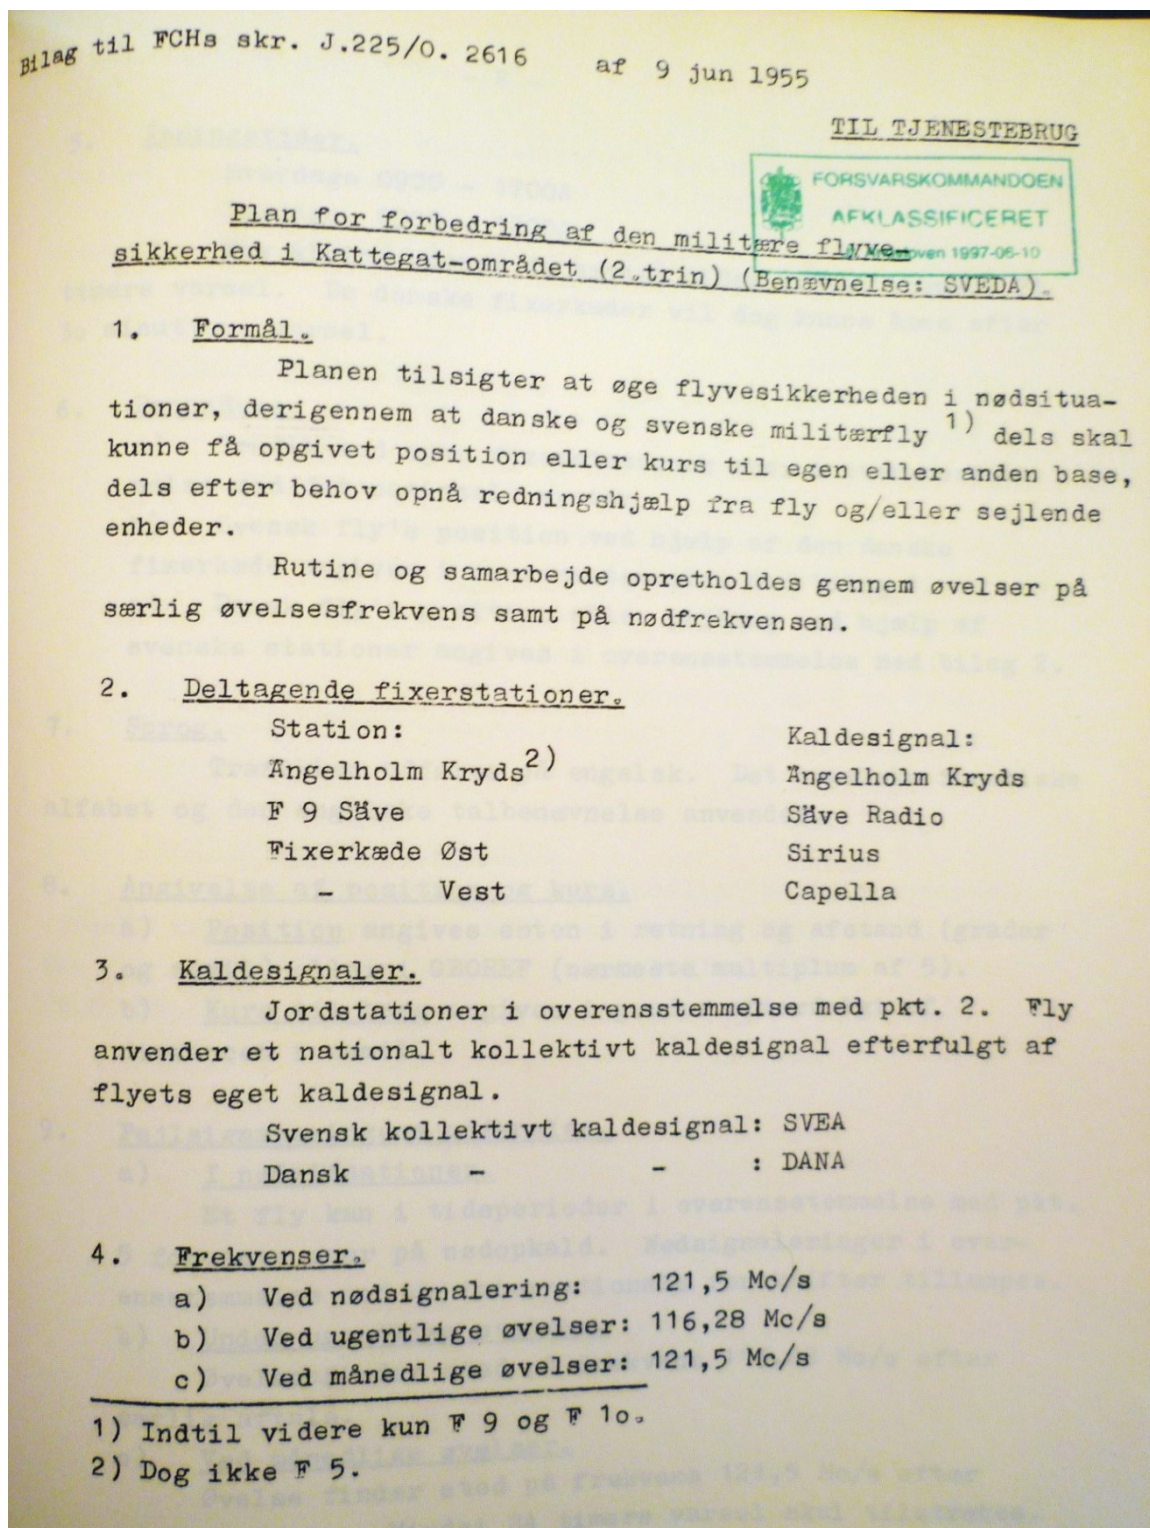 Bilag til FCHs skr. J.225/O. 2616 af 9 jun 1955
TIL TJENESTEBRUG
FORSVARSKOMMANDOEN
AFKLASSIFICERET
1997-06-10
Plan for forbedring af den militære flyve-
sikkerhed i Kattegat-området (2.trin) (Benævnelse: SVEDA).
1. Formål.
Planen tilsigter at øge flyvesikkerheden i nødsitua-
tioner, derigennem at danske og svenske militærfly 1) dels skal
kunne få opgivet position eller kurs til egen eller anden base,
dels efter behov opnå redningshjælp fra fly og/eller sejlende
enheder.
Rutine og samarbejde opretholdes gennem øvelser på
særlig øvelsesfrekvens samt på nødfrekvensen.
2. Deltagende fixerstationer.
Station: Kaldesignal:
Ängelholm Kryds2) Ängelholm Kryds
F 9 Säve Säve Radio
Fixerkæde Øst Sirius
- Vest Capella
3. Kaldesignaler.
Jordstationer i overensstemmelse med pkt. 2. Fly
anvender et nationalt kollektivt kaldesignal efterfulgt af
flyets eget kaldesignal.
Svensk kollektivt kaldesignal: SVEA
Dansk - - : DANA
4. Frekvenser.
a) Ved nødsignalering: 121,5 Mc/s
b) Ved ugentlige øvelser: 116,28 Mc/s
c) Ved månedlige øvelser: 121,5 Mc/s
1) Indtil videre kun F 9 og F 1o.
2) Dog ikke F 5.